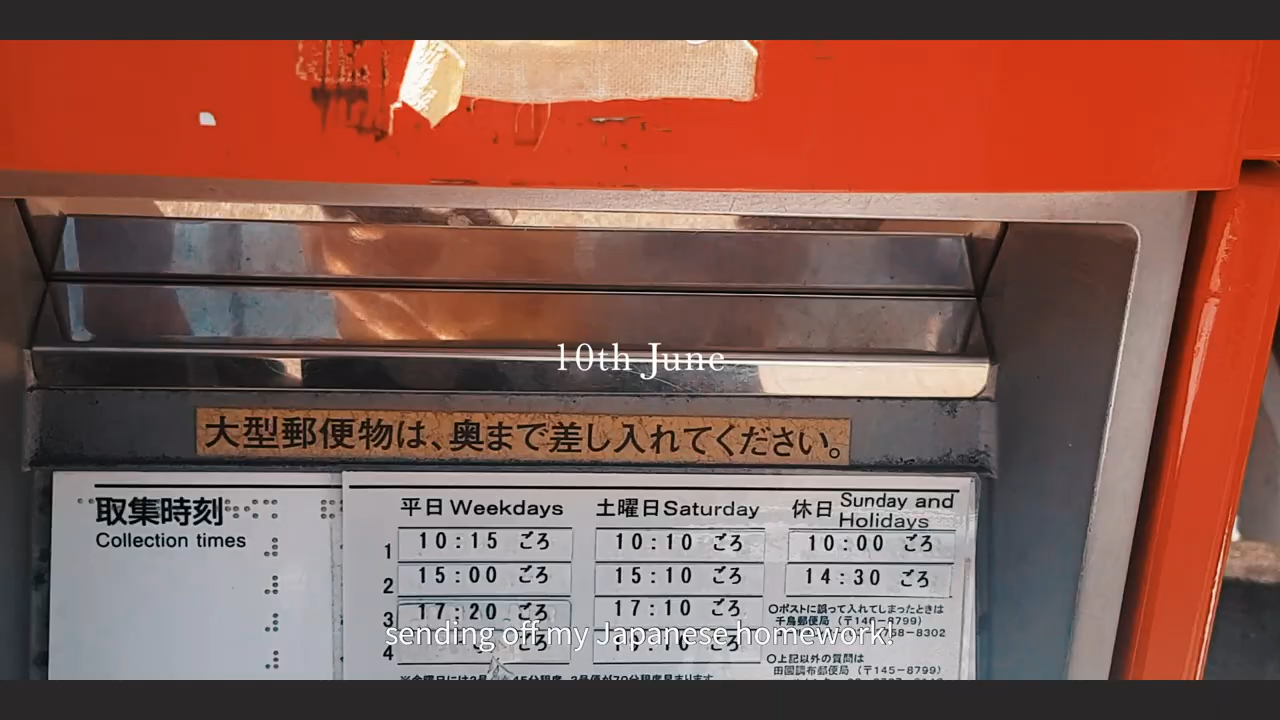 10th June
大型郵便物は、奥まで差し入れてください。
取集時刻
Collection times
平日 Weekdays
土曜日 Saturday
休日 Sunday and Holidays
1 10:15 ごろ 10:10 ごろ 10:00 ごろ
2 15:00 ごろ 15:10 ごろ 14:30 ごろ
3 17:20 ごろ 17:10 ごろ
4
○ポストに誤って入れてしまったときは
千鳥郵便局 (〒146-8799)
58-8302
○上記以外の質問は
田園調布郵便局 (〒145-8799)
sending off my Japanese homework!